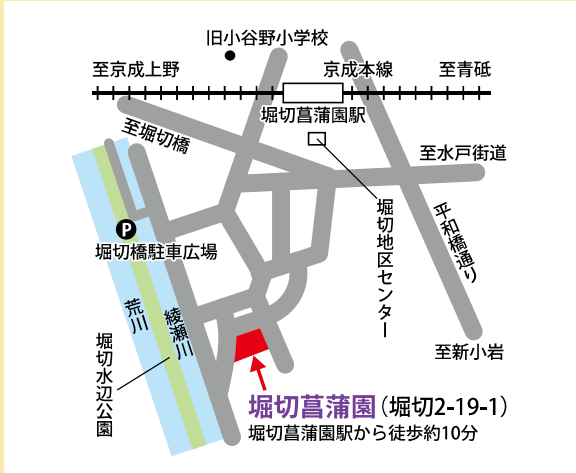 旧小谷野小学校
至京成上野
京成本線
至青砥
堀切菖蒲園駅
至堀切橋
至水戸街道
堀切地区センター
平和橋通り
P
堀切橋駐車広場
荒川
綾瀬川
堀切水辺公園
至新小岩
堀切菖蒲園(堀切2-19-1)
堀切菖蒲園駅から徒歩約10分